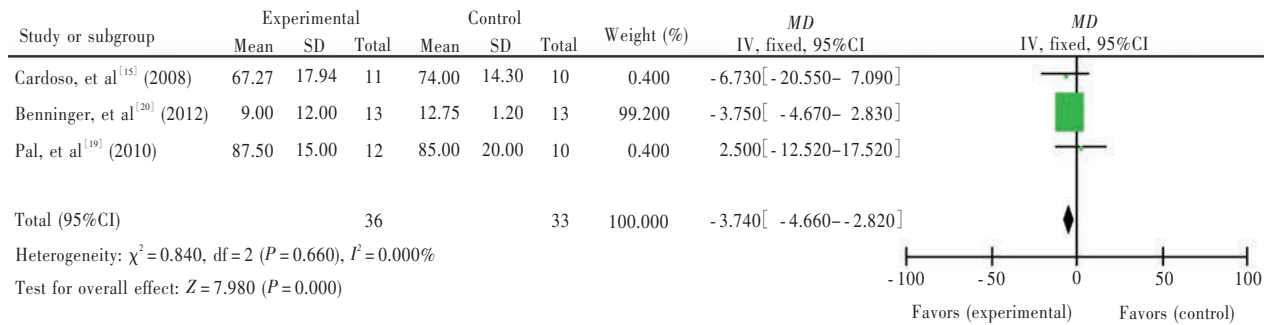 Experimental Control MD MD
Study or subgroup Mean SD Total Mean SD Total Weight (%) IV, fixed, 95%CI IV, fixed, 95%CI
Cardoso, et al[15] (2008) 67.27 17.94 11 74.00 14.30 10 0.400 -6.730[-20.550- 7.090]
Benninger, et al[20] (2012) 9.00 12.00 13 12.75 1.20 13 99.200 -3.750[ -4.670- 2.830]
Pal, et al[19] (2010) 87.50 15.00 12 85.00 20.00 10 0.400 2.500[-12.520-17.520]
Total (95%CI) 36 33 100.000 -3.740[ -4.660--2.820]
Heterogeneity: χ²=0.840, df=2 (P=0.660), I²=0.000%
Test for overall effect: Z=7.980 (P=0.000)
-100 -50 0 50 100
Favors (experimental) Favors (control)